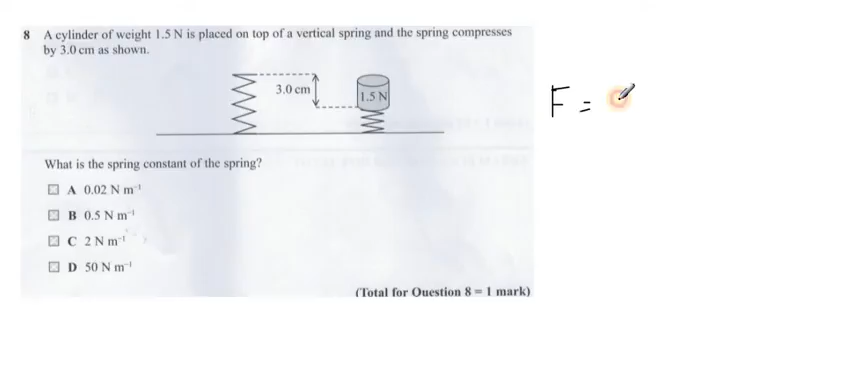 8 A cylinder of weight 1.5 N is placed on top of a vertical spring and the spring compresses
by 3.0 cm as shown.
3.0 cm
1.5 N
F =
What is the spring constant of the spring?
A 0.02 N m⁻¹
B 0.5 N m⁻¹
C 2 N m⁻¹
D 50 N m⁻¹
(Total for Question 8 = 1 mark)